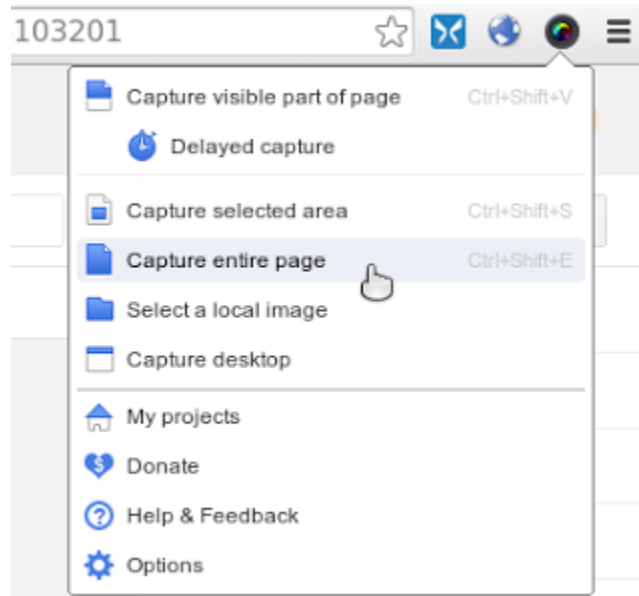 103201
Capture visible part of page Ctrl+Shift+V
Delayed capture
Capture selected area Ctrl+Shift+S
Capture entire page Ctrl+Shift+E
Select a local image
Capture desktop
My projects
Donate
Help & Feedback
Options